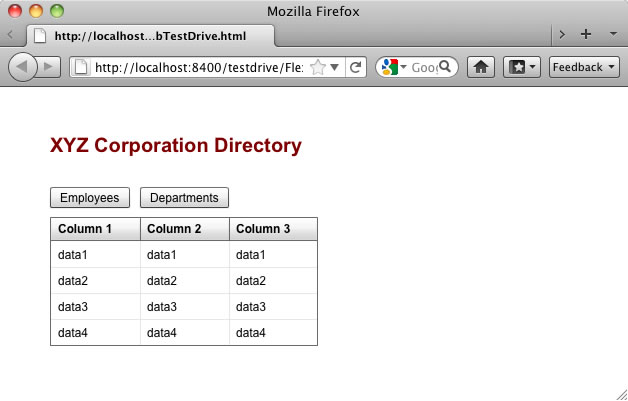 Mozilla Firefox
http://localhost...bTestDrive.html
http://localhost:8400/testdrive/Fle
Goo
Feedback
XYZ Corporation Directory
Employees Departments
Column 1 Column 2 Column 3
data1 data1 data1
data2 data2 data2
data3 data3 data3
data4 data4 data4